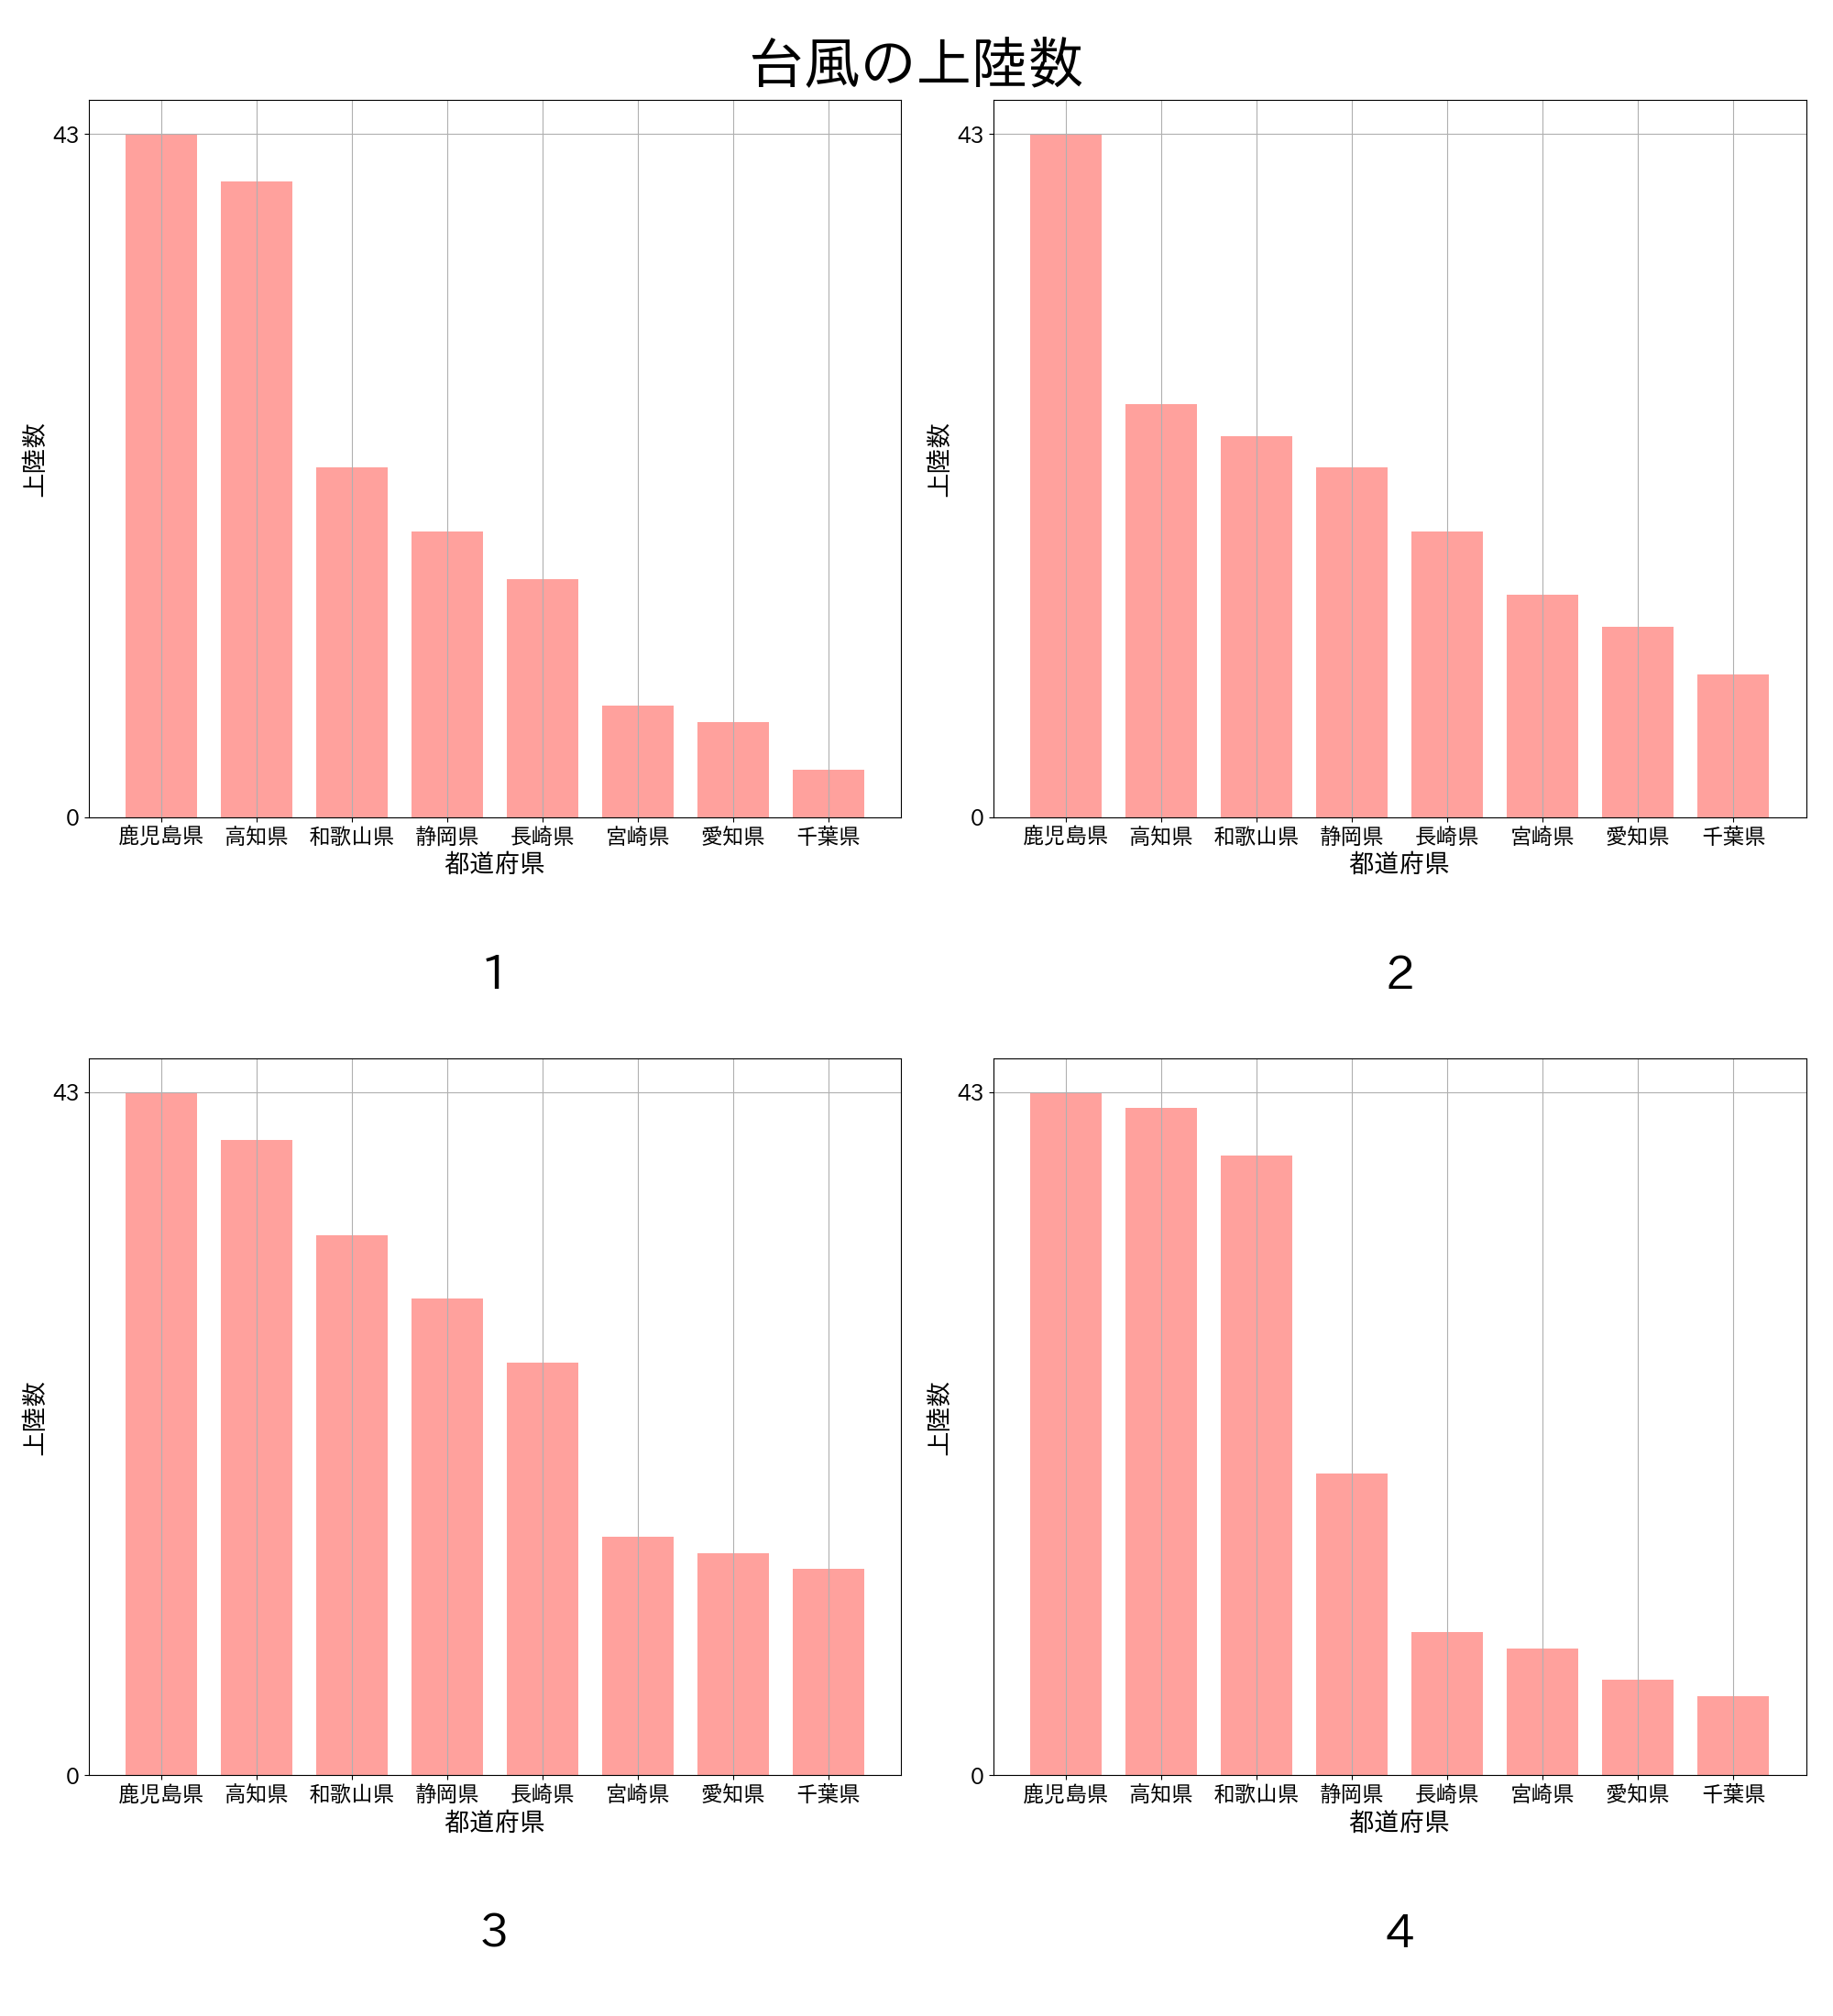 台風の上陸数
43
0
上陸数
鹿児島県 高知県 和歌山県 静岡県 長崎県 宮崎県 愛知県 千葉県
都道府県
1
43
0
上陸数
鹿児島県 高知県 和歌山県 静岡県 長崎県 宮崎県 愛知県 千葉県
都道府県
2
43
0
上陸数
鹿児島県 高知県 和歌山県 静岡県 長崎県 宮崎県 愛知県 千葉県
都道府県
3
43
0
上陸数
鹿児島県 高知県 和歌山県 静岡県 長崎県 宮崎県 愛知県 千葉県
都道府県
4